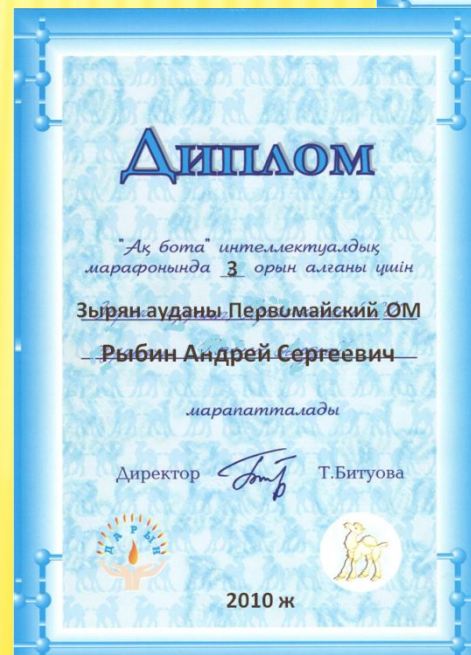 Диплом
"Ақ бота" интеллектуалдық
марафонында 3 орын алғаны үшін
Зырян ауданы Первомайский ОМ
Рыбин Андрей Сергеевич
марапатталады
Директор Т.Битуова
ДАРЫН
2010 ж